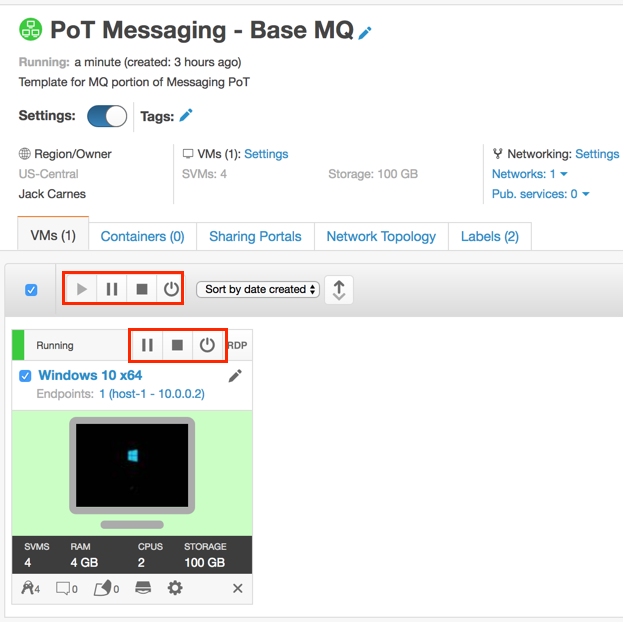 PoT Messaging - Base MQ
Running: a minute (created: 3 hours ago)
Template for MQ portion of Messaging PoT
Settings: Tags:
Region/Owner
US-Central
Jack Carnes
VMs (1): Settings
SVMs: 4 Storage: 100 GB
Networking: Settings
Networks: 1
Pub. services: 0
VMs (1) Containers (0) Sharing Portals Network Topology Labels (2)
Sort by date created
Running RDP
Windows 10 x64
Endpoints: 1 (host-1 - 10.0.0.2)
SVMS RAM CPUS STORAGE
4 4 GB 2 100 GB
4 0 0